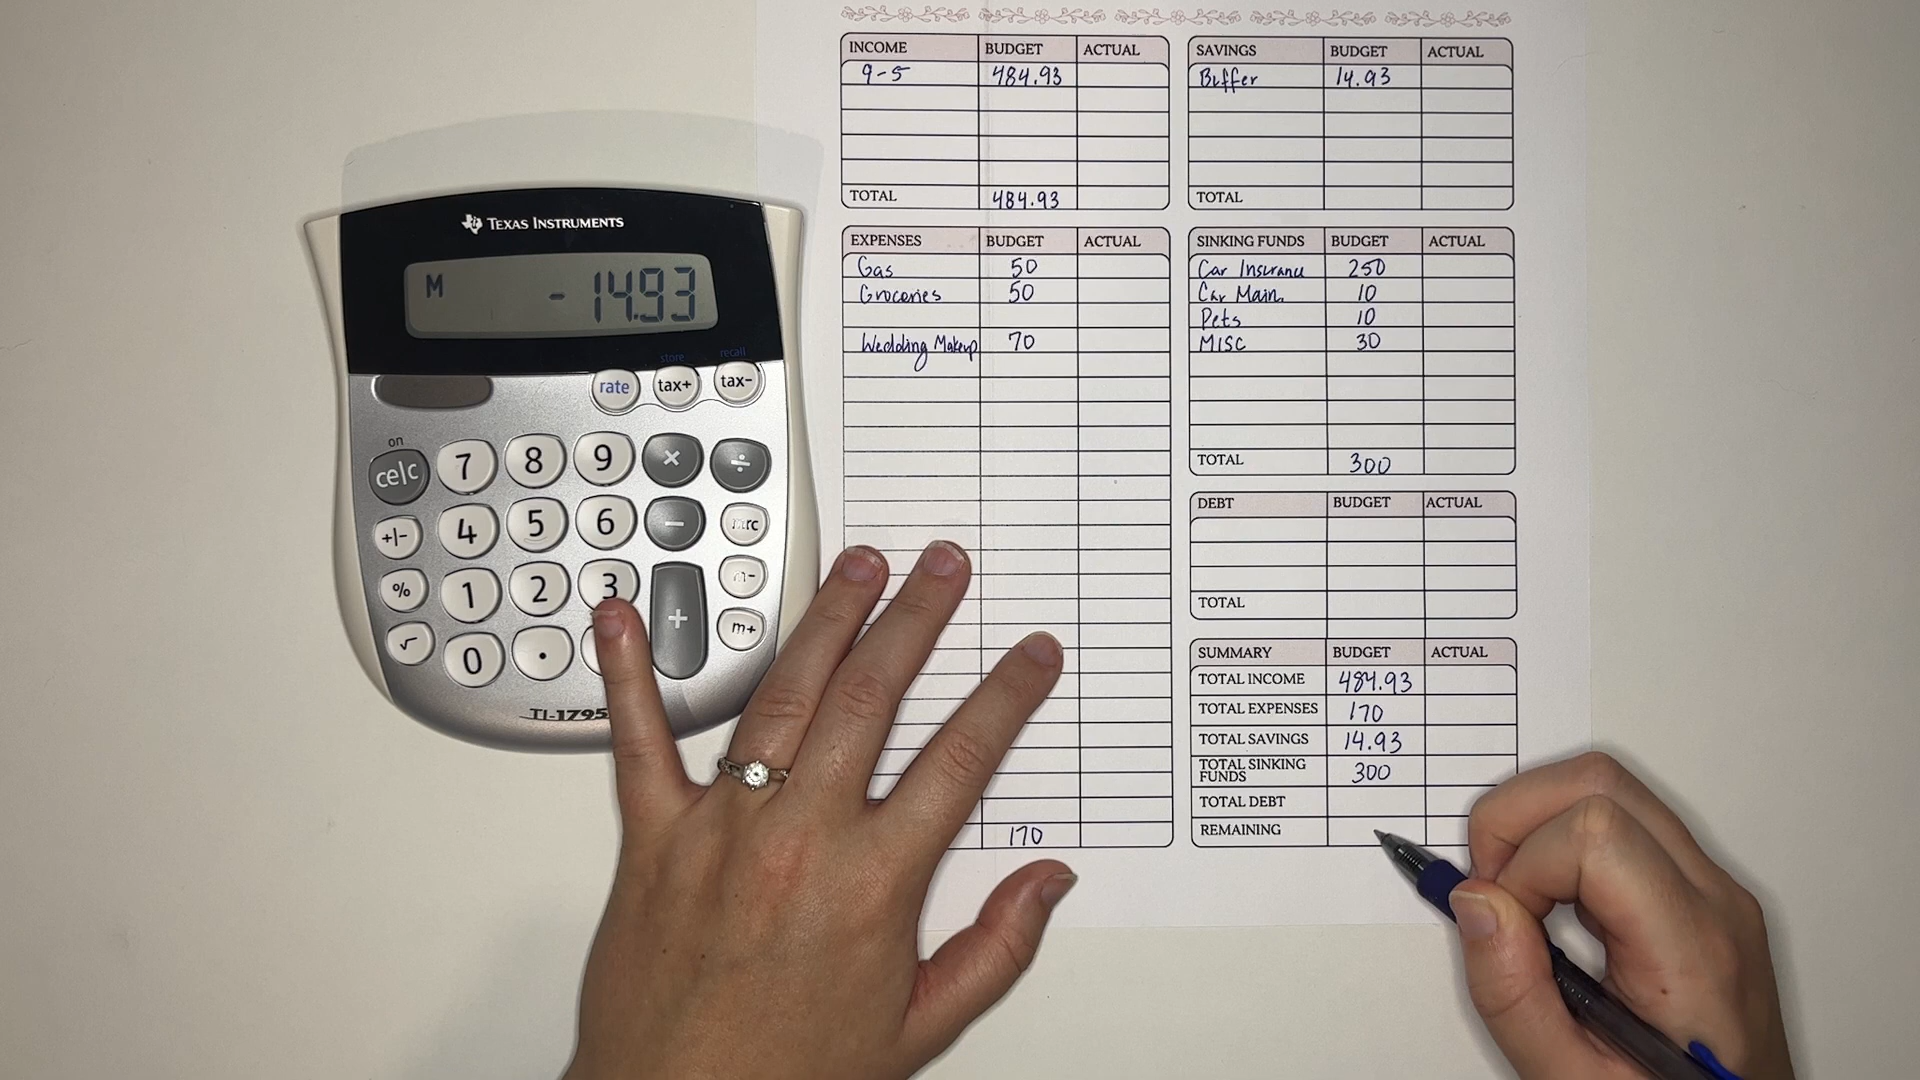 INCOME BUDGET ACTUAL
9-5 484.93
TOTAL 484.93
SAVINGS BUDGET ACTUAL
Buffer 14.93
TOTAL
EXPENSES BUDGET ACTUAL
Gas 50
Groceries 50
Wedding Makeup 70
170
SINKING FUNDS BUDGET ACTUAL
Car Insurance 250
Car Main. 10
Pets 10
MISC 30
TOTAL 300
DEBT BUDGET ACTUAL
TOTAL
SUMMARY BUDGET ACTUAL
TOTAL INCOME 484.93
TOTAL EXPENSES 170
TOTAL SAVINGS 14.93
TOTAL SINKING FUNDS 300
TOTAL DEBT
REMAINING
TEXAS INSTRUMENTS
M -14.93
store recall
rate tax+ tax-
on
ce|c 7 8 9 × ÷
+|- 4 5 6 − mrc
% 1 2 3 + m-
√ 0 . m+
TI-1795